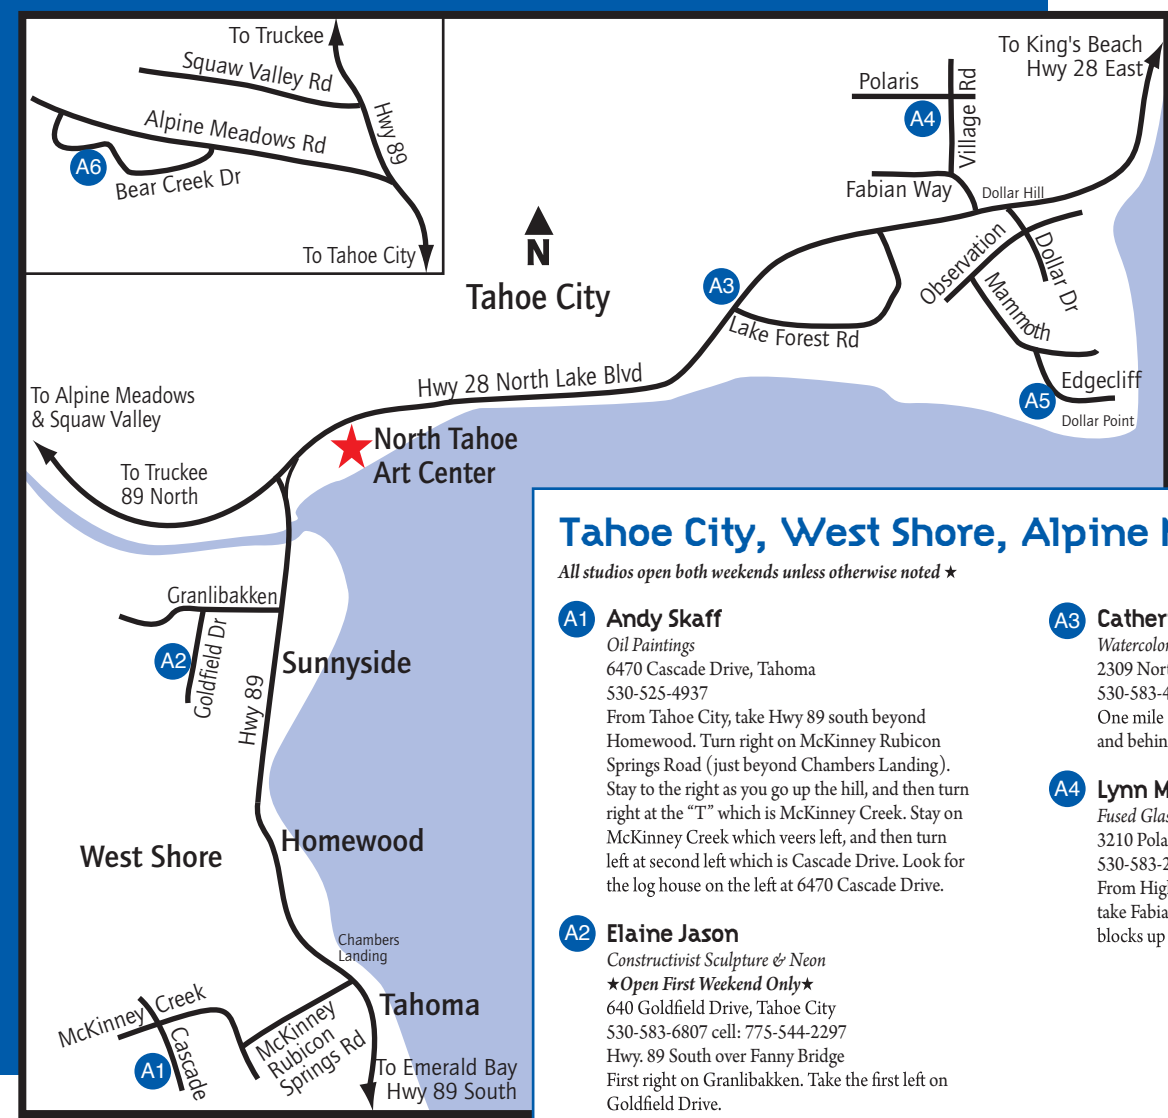 To Truckee
Squaw Valley Rd
Hwy 89
Alpine Meadows Rd
A6
Bear Creek Dr
To Tahoe City
To King's Beach
Hwy 28 East
Polaris
Village Rd
A4
Fabian Way
Dollar Hill
N
Tahoe City
A3
Observation
Dollar Dr
Mammoth
Lake Forest Rd
Hwy 28 North Lake Blvd
Edgecliff
A5
Dollar Point
To Alpine Meadows
& Squaw Valley
North Tahoe
Art Center
To Truckee
89 North
Granlibakken
A2
Goldfield Dr
Sunnyside
Hwy 89
Homewood
West Shore
Chambers
Landing
Tahoma
McKinney Creek
Cascade
A1
McKinney
Rubicon
Springs Rd
To Emerald Bay
Hwy 89 South
Tahoe City, West Shore, Alpine
All studios open both weekends unless otherwise noted ★
A1 Andy Skaff
Oil Paintings
6470 Cascade Drive, Tahoma
530-525-4937
From Tahoe City, take Hwy 89 south beyond
Homewood. Turn right on McKinney Rubicon
Springs Road (just beyond Chambers Landing).
Stay to the right as you go up the hill, and then turn
right at the “T” which is McKinney Creek. Stay on
McKinney Creek which veers left, and then turn
left at second left which is Cascade Drive. Look for
the log house on the left at 6470 Cascade Drive.
A2 Elaine Jason
Constructivist Sculpture & Neon
★Open First Weekend Only★
640 Goldfield Drive, Tahoe City
530-583-6807 cell: 775-544-2297
Hwy. 89 South over Fanny Bridge
First right on Granlibakken. Take the first left on
Goldfield Drive.
A3 Cather
Watercolor
2309 Nort
530-583-4
One mile
and behin
A4 Lynn M
Fused Glas
3210 Pola
530-583-2
From High
take Fabia
blocks up